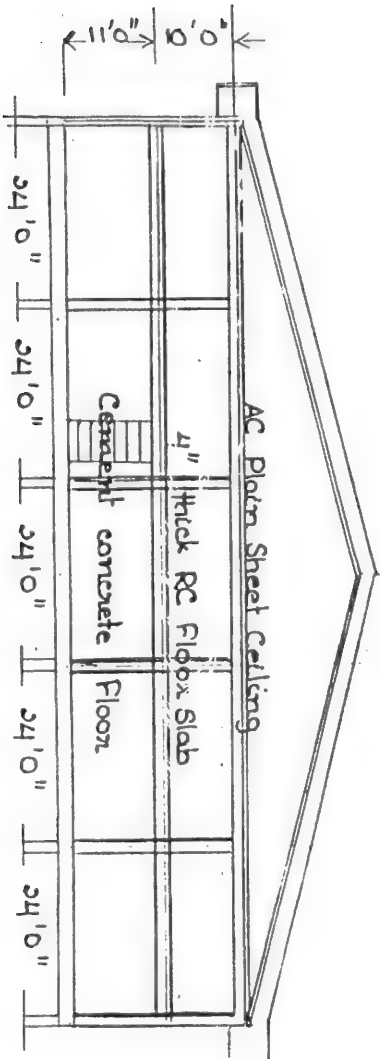 AC Plain Sheet Ceiling
10'0"
4" thick RC Floor Slab
11'0"
Cement concrete Floor
24'0" 24'0" 24'0" 24'0" 24'0"